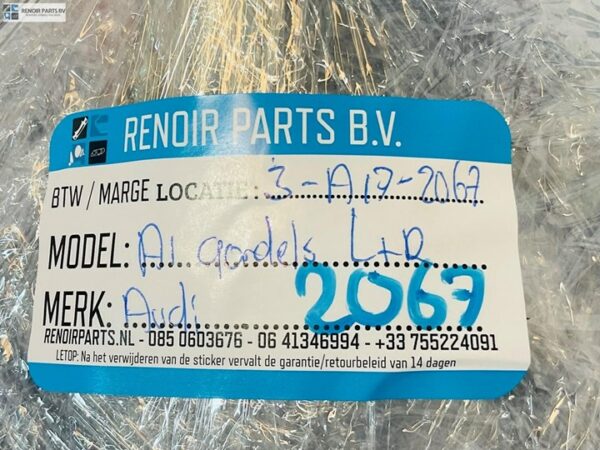 RENOIR PARTS BV
RENOIR PARTS B.V.
BTW / MARGE LOCATIE: 3-A17-2067
MODEL: A1 gordels L+R
MERK: Audi 2067
RENOIRPARTS.NL - 085 0603676 - 06 41346994 - +33 755224091
LETOP: Na het verwijderen van de sticker vervalt de garantie/retourbeleid van 14 dagen